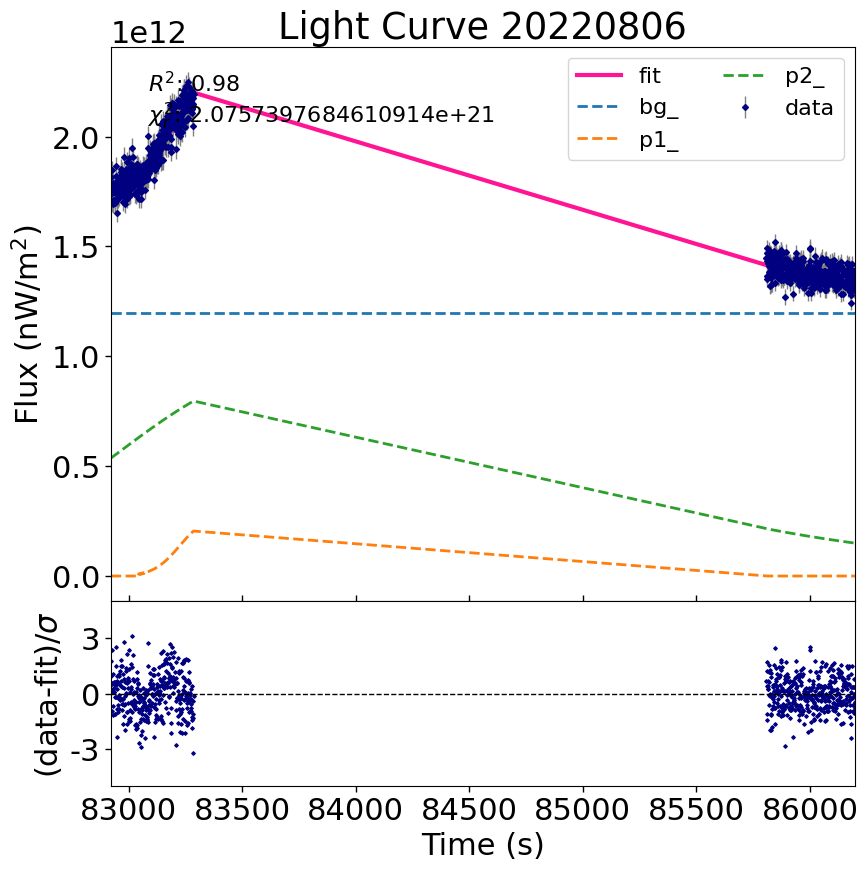 Light Curve 20220806
1e12
R²: 0.98
2.0757397684610914e+21
fit
bg_
p1_
p2_
data
Flux (nW/m²)
2.0
1.5
1.0
0.5
0.0
(data-fit)/σ
3
0
-3
83000 83500 84000 84500 85000 85500 86000
Time (s)